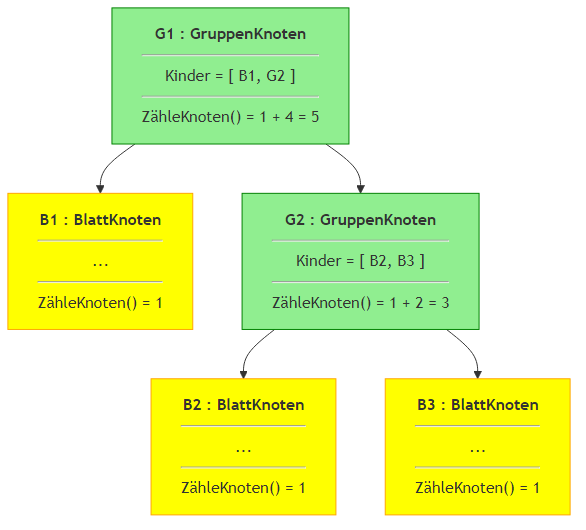 G1 : GruppenKnoten
Kinder = [ B1, G2 ]
ZähleKnoten() = 1 + 4 = 5
B1 : BlattKnoten
...
ZähleKnoten() = 1
G2 : GruppenKnoten
Kinder = [ B2, B3 ]
ZähleKnoten() = 1 + 2 = 3
B2 : BlattKnoten
...
ZähleKnoten() = 1
B3 : BlattKnoten
...
ZähleKnoten() = 1